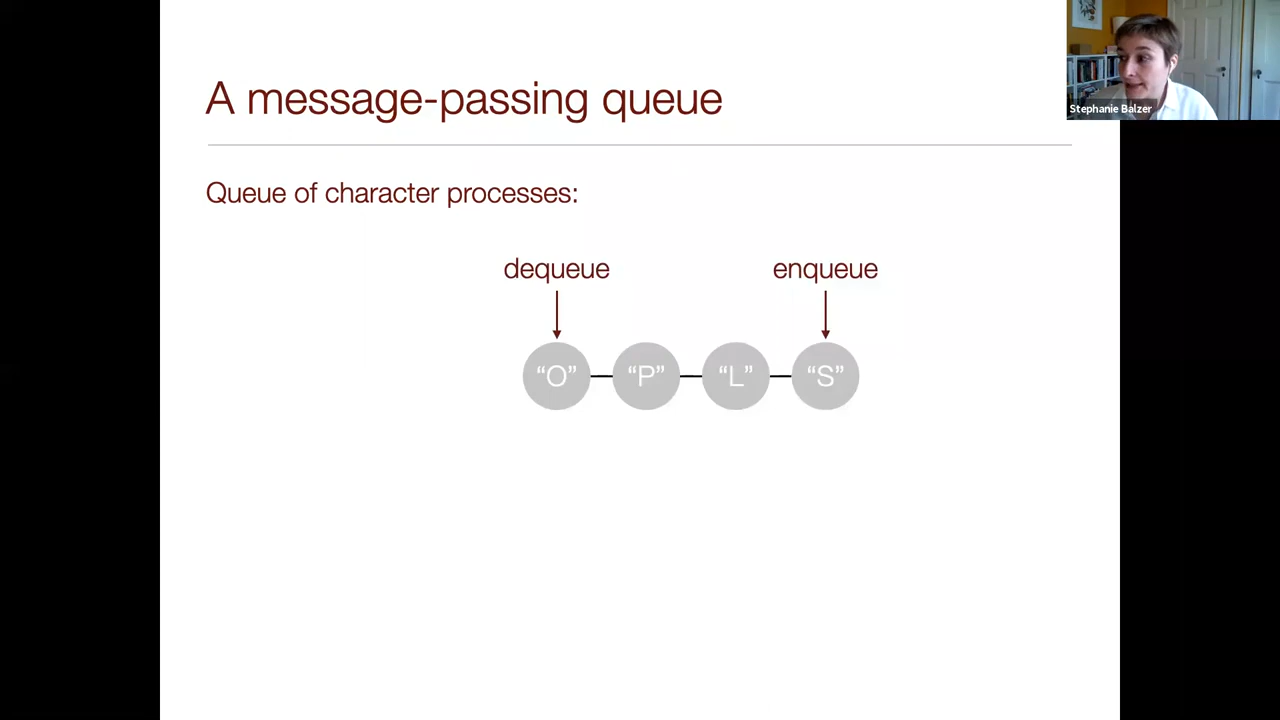 A message-passing queue
Stephanie Balzer
Queue of character processes:
dequeue enqueue
“O” “P” “L” “S”